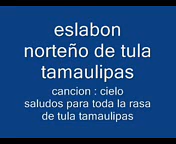 eslabon
norteño de tula
tamaulipas
cancion : cielo
saludos para toda la rasa
de tula tamaulipas